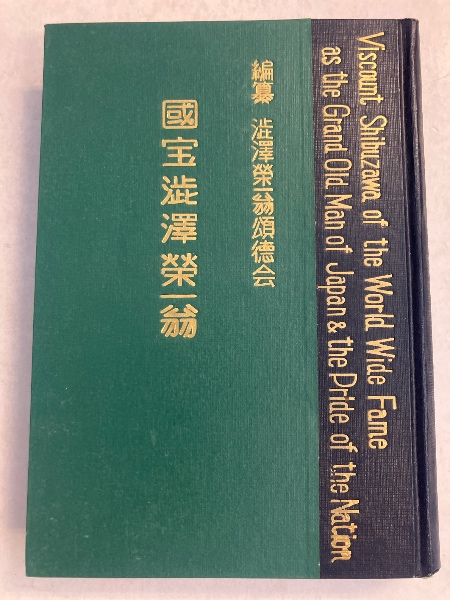 Viscount Shibuzawa of the World Wide Fame
as the Grand Old Man of Japan & the Pride of the Nation
編纂 澁澤榮一翁頌德会
國宝澁澤榮一翁